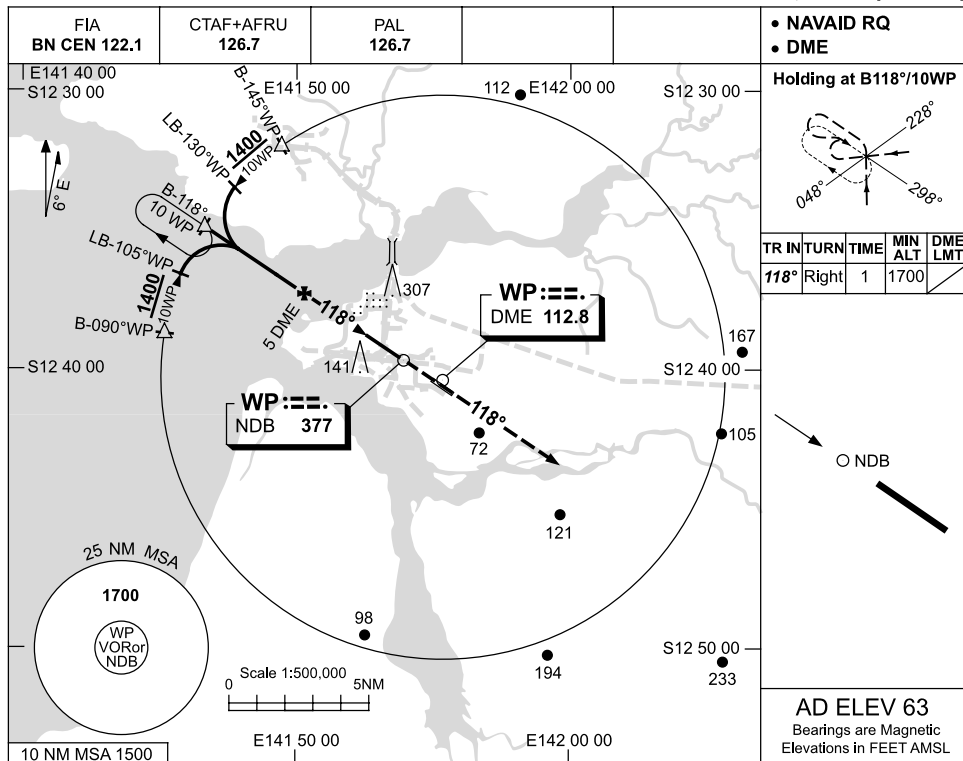 FIA
BN CEN 122.1
CTAF+AFRU
126.7
PAL
126.7
• NAVAID RQ
• DME
E141 40 00
S12 30 00
E141 50 00
112
E142 00 00
S12 30 00
B-145°WP
LB-130°WP
1400
10WP
6° E
B-118°
10 WP
LB-105°WP
1400
10WP
B-090°WP
5 DME
118°
307
WP
DME 112.8
141
S12 40 00
S12 40 00
167
WP
NDB 377
118°
72
105
121
25 NM MSA
1700
WP
VORor
NDB
98
194
S12 50 00
233
Scale 1:500,000
0
5NM
10 NM MSA 1500
E141 50 00
E142 00 00
Holding at B118°/10WP
228°
048°
298°
TR IN TURN TIME MIN ALT DME LMT
118° Right 1 1700
NDB
AD ELEV 63
Bearings are Magnetic
Elevations in FEET AMSL